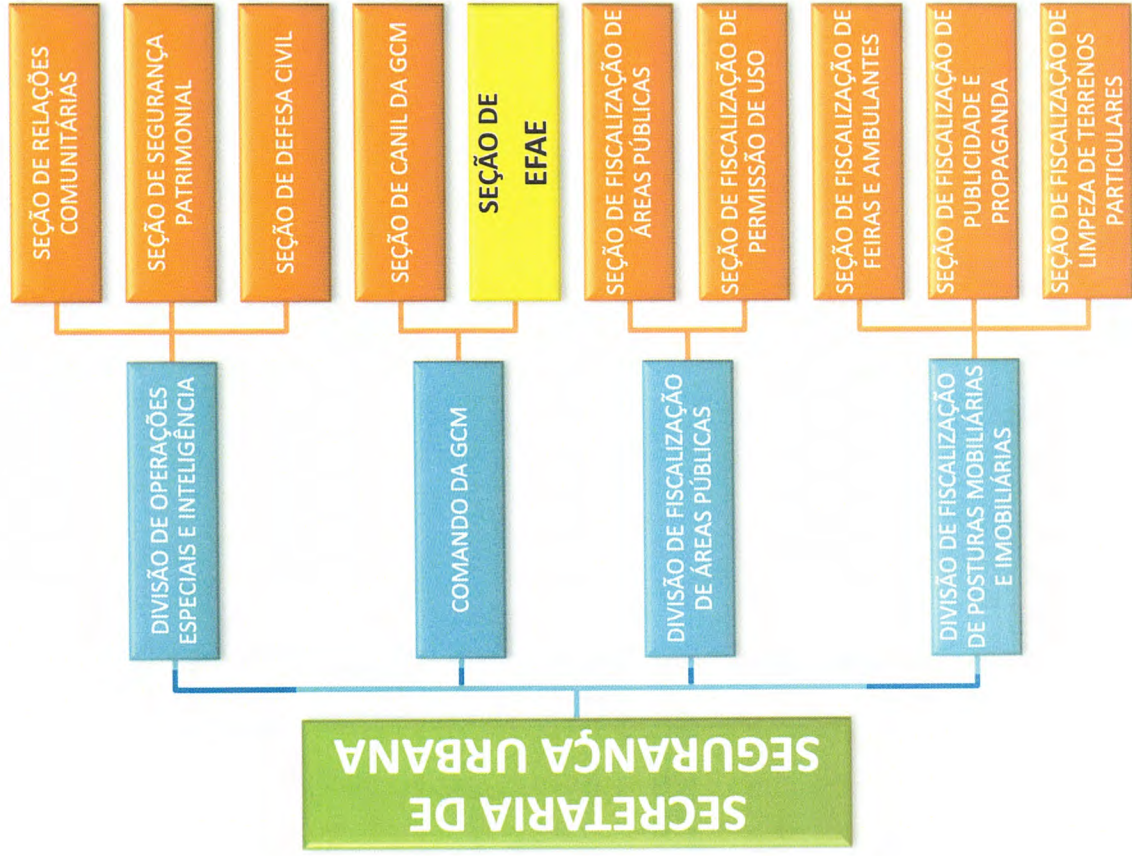 SECRETARIA DE
SEGURANÇA URBANA
DIVISÃO DE OPERAÇÕES
ESPECIAIS E INTELIGÊNCIA
SEÇÃO DE RELAÇÕES
COMUNITÁRIAS
SEÇÃO DE SEGURANÇA
PATRIMONIAL
SEÇÃO DE DEFESA CIVIL
COMANDO DA GCM
SEÇÃO DE CANIL DA GCM
SEÇÃO DE
EFAE
DIVISÃO DE FISCALIZAÇÃO
DE ÁREAS PÚBLICAS
SEÇÃO DE FISCALIZAÇÃO DE
ÁREAS PÚBLICAS
SEÇÃO DE FISCALIZAÇÃO DE
PERMISSÃO DE USO
DIVISÃO DE FISCALIZAÇÃO
DE POSTURAS MOBILIÁRIAS
E IMOBILIÁRIAS
SEÇÃO DE FISCALIZAÇÃO DE
FEIRAS E AMBULANTES
SEÇÃO DE FISCALIZAÇÃO DE
PUBLICIDADE E
PROPAGANDA
SEÇÃO DE FISCALIZAÇÃO DE
LIMPEZA DE TERRENOS
PARTICULARES